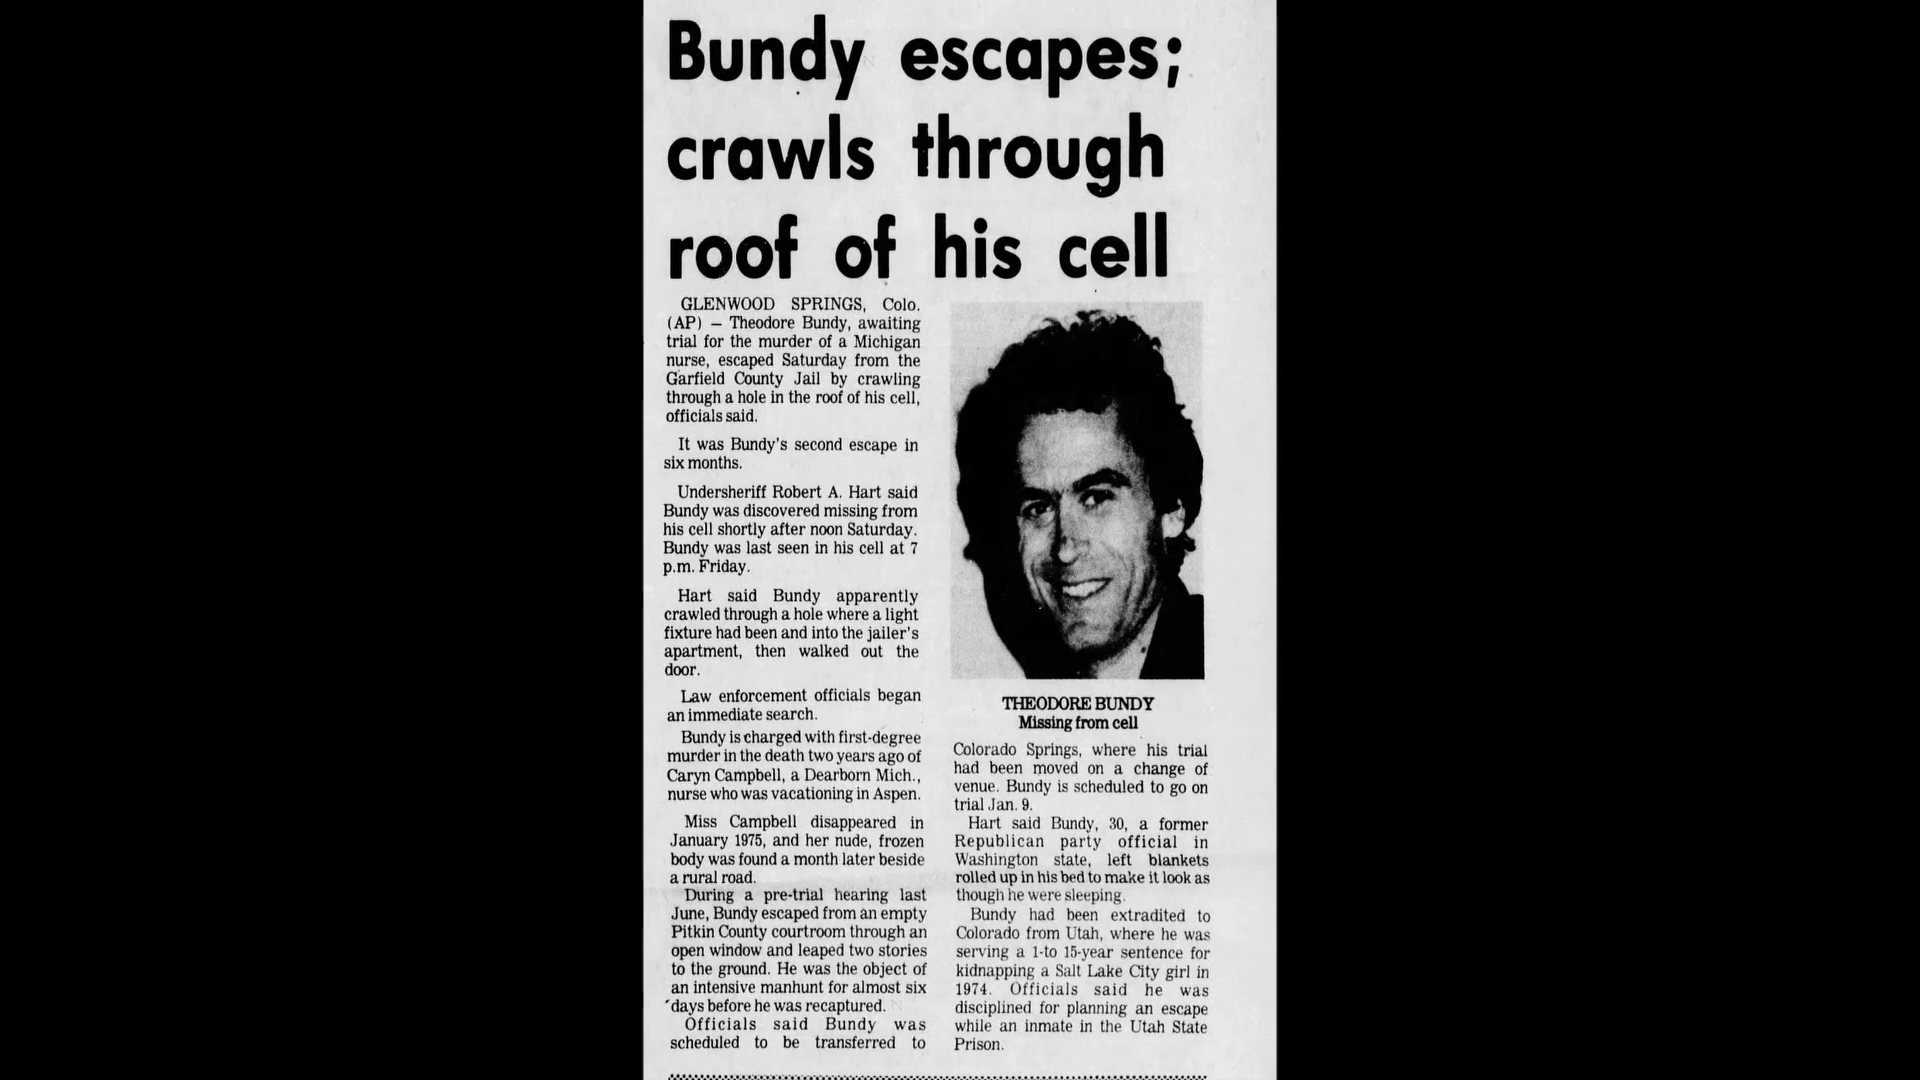 Bundy escapes;
crawls through
roof of his cell
GLENWOOD SPRINGS, Colo.
(AP) — Theodore Bundy, awaiting
trial for the murder of a Michigan
nurse, escaped Saturday from the
Garfield County Jail by crawling
through a hole in the roof of his cell,
officials said.
It was Bundy's second escape in
six months.
Undersheriff Robert A. Hart said
Bundy was discovered missing from
his cell shortly after noon Saturday.
Bundy was last seen in his cell at 7
p.m. Friday.
Hart said Bundy apparently
crawled through a hole where a light
fixture had been and into the jailer's
apartment, then walked out the
door.
Law enforcement officials began
an immediate search.
Bundy is charged with first-degree
murder in the death two years ago of
Caryn Campbell, a Dearborn Mich.,
nurse who was vacationing in Aspen.
Miss Campbell disappeared in
January 1975, and her nude, frozen
body was found a month later beside
a rural road.
During a pre-trial hearing last
June, Bundy escaped from an empty
Pitkin County courtroom through an
open window and leaped two stories
to the ground. He was the object of
an intensive manhunt for almost six
days before he was recaptured.
Officials said Bundy was
scheduled to be transferred to
THEODORE BUNDY
Missing from cell
Colorado Springs, where his trial
had been moved on a change of
venue. Bundy is scheduled to go on
trial Jan. 9.
Hart said Bundy, 30, a former
Republican party official in
Washington state, left blankets
rolled up in his bed to make it look as
though he were sleeping.
Bundy had been extradited to
Colorado from Utah, where he was
serving a 1-to 15-year sentence for
kidnapping a Salt Lake City girl in
1974. Officials said he was
disciplined for planning an escape
while an inmate in the Utah State
Prison.